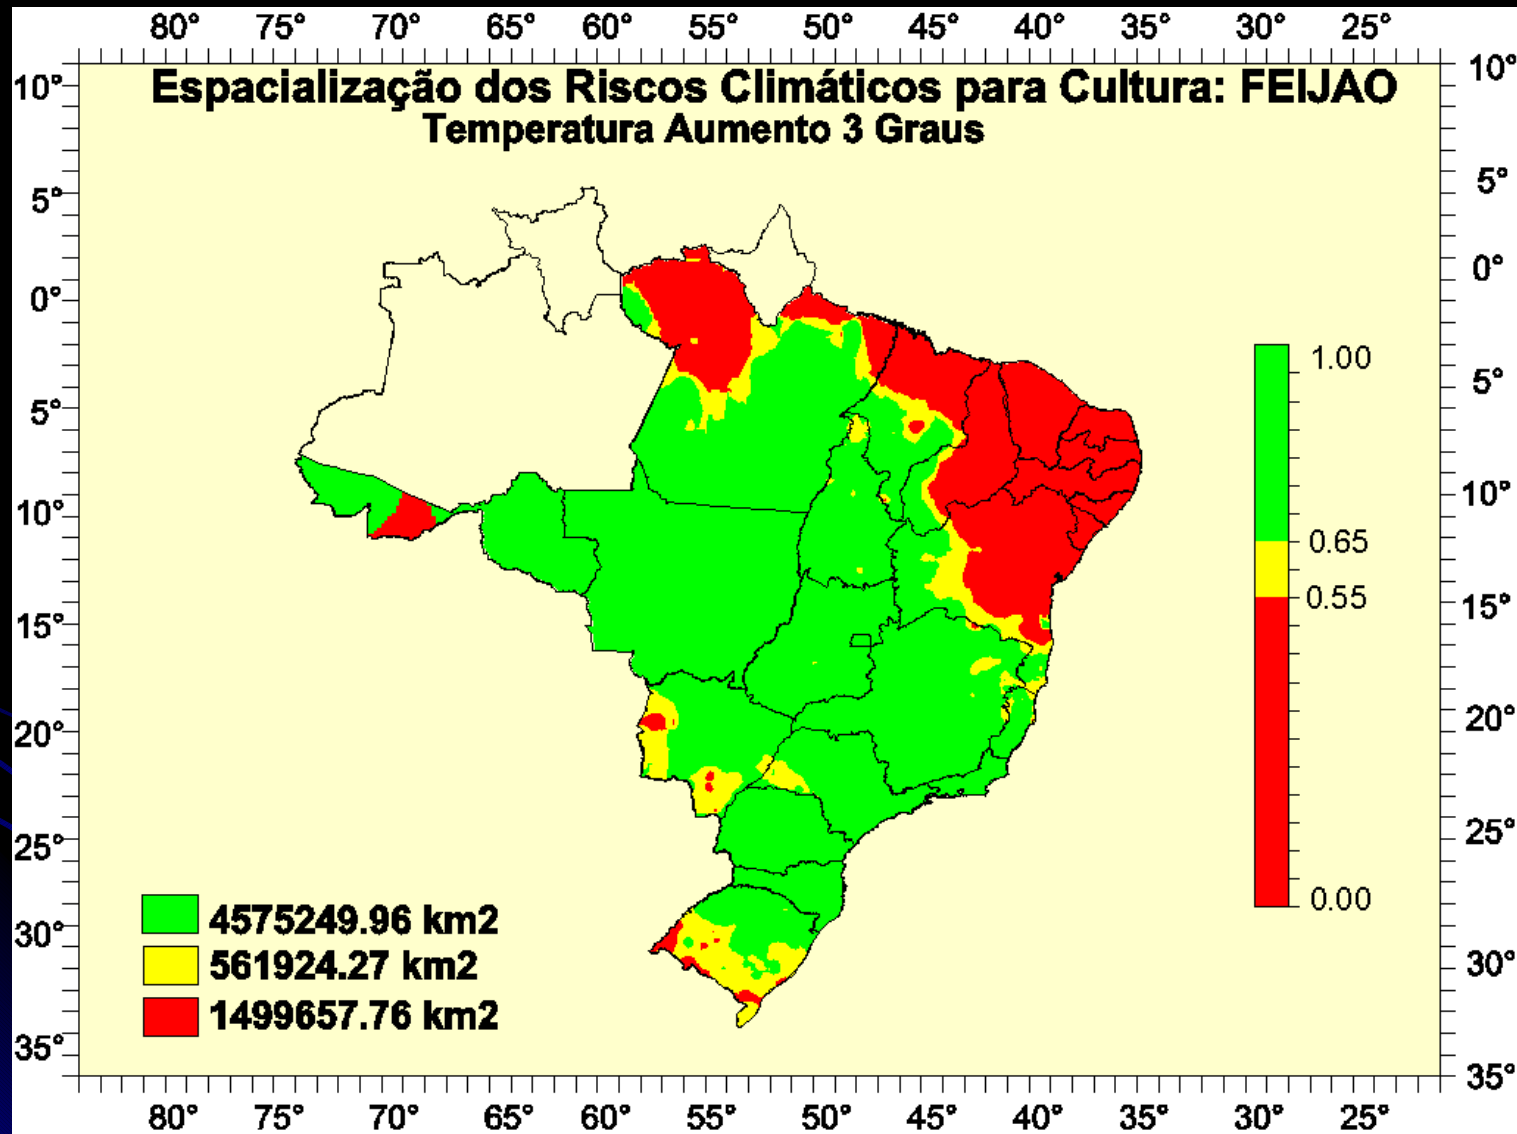 80° 75° 70° 65° 60° 55° 50° 45° 40° 35° 30° 25°
10° Espacialização dos Riscos Climáticos para Cultura: FEIJAO 10°
Temperatura Aumento 3 Graus
5° 5°
0° 0°
1.00
5° 5°
10° 10°
0.65
0.55
15° 15°
20° 20°
25° 25°
0.00
4575249.96 km2
30° 30°
561924.27 km2
1499657.76 km2
35° 35°
80° 75° 70° 65° 60° 55° 50° 45° 40° 35° 30° 25°